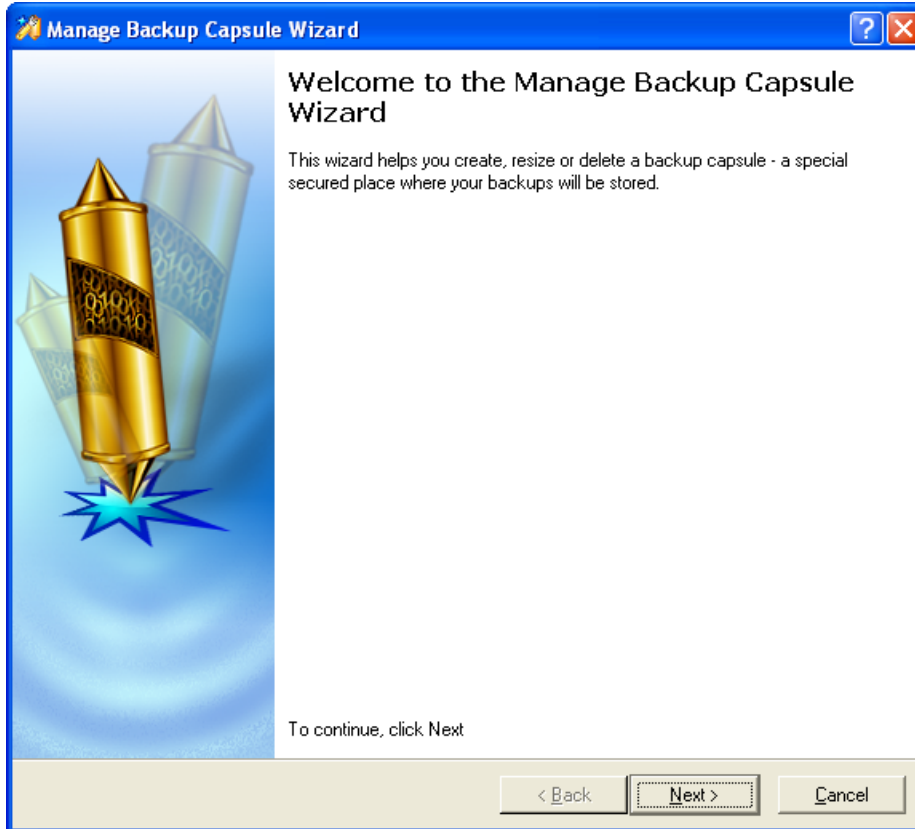 Manage Backup Capsule Wizard
Welcome to the Manage Backup Capsule
Wizard
This wizard helps you create, resize or delete a backup capsule - a special
secured place where your backups will be stored.
To continue, click Next
< Back
Next >
Cancel